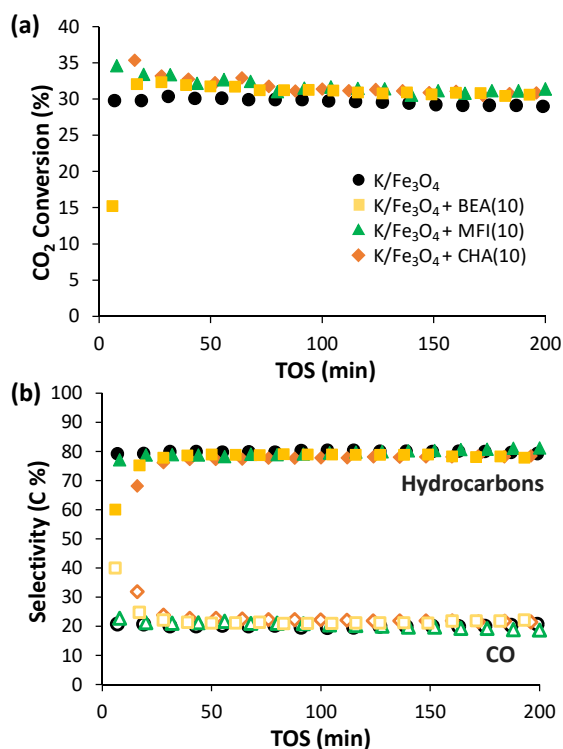 (a)
40
35
30
25
20
15
10
5
0
CO₂ Conversion (%)
K/Fe₃O₄
K/Fe₃O₄ + BEA(10)
K/Fe₃O₄ + MFI(10)
K/Fe₃O₄ + CHA(10)
0 50 100 150 200
TOS (min)
(b)
100
90
80
70
60
50
40
30
20
10
0
Selectivity (C %)
Hydrocarbons
CO
0 50 100 150 200
TOS (min)